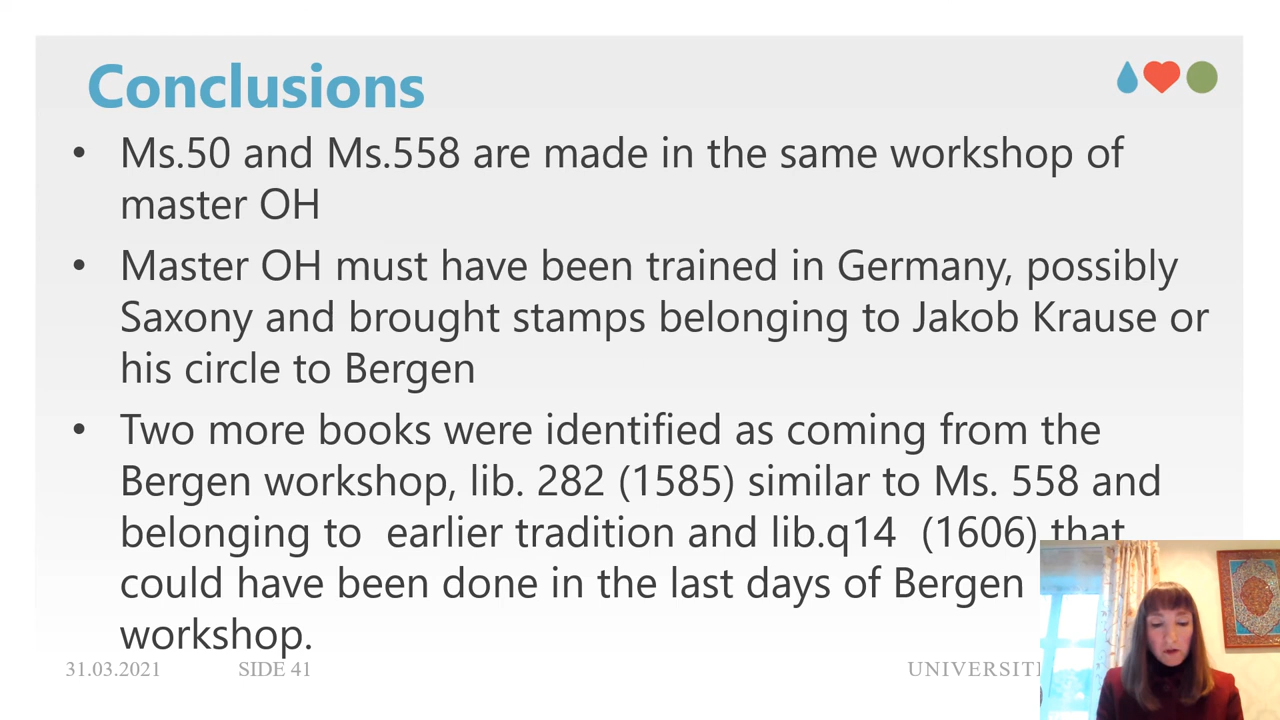 Conclusions
• Ms.50 and Ms.558 are made in the same workshop of
master OH
• Master OH must have been trained in Germany, possibly
Saxony and brought stamps belonging to Jakob Krause or
his circle to Bergen
• Two more books were identified as coming from the
Bergen workshop, lib. 282 (1585) similar to Ms. 558 and
belonging to earlier tradition and lib.q14 (1606) that
could have been done in the last days of Bergen
workshop.
31.03.2021 SIDE 41